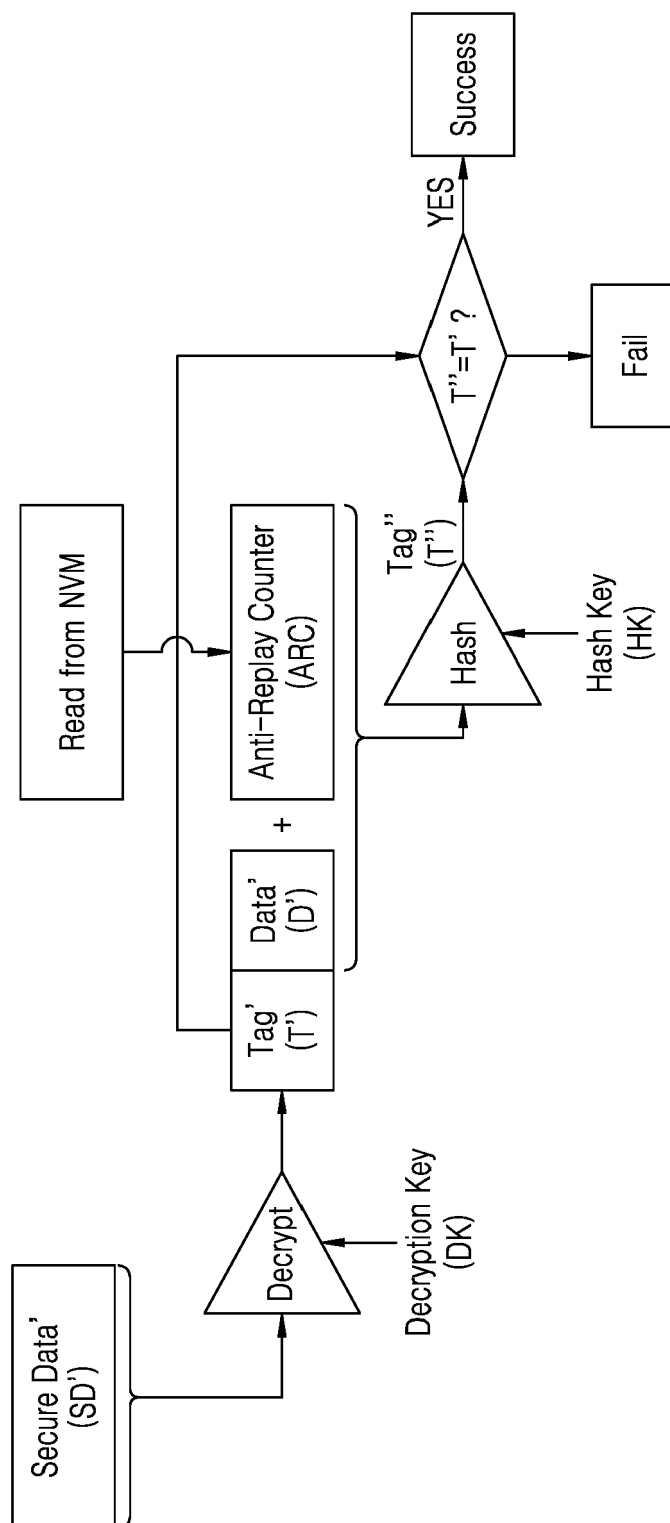 Secure Data'
(SD')
Decrypt
Decryption Key
(DK)
Tag'
(T')
Data'
(D')
+
Read from NVM
Anti-Replay Counter
(ARC)
Hash
Hash Key
(HK)
Tag''
(T'')
T''=T' ?
YES
Success
Fail